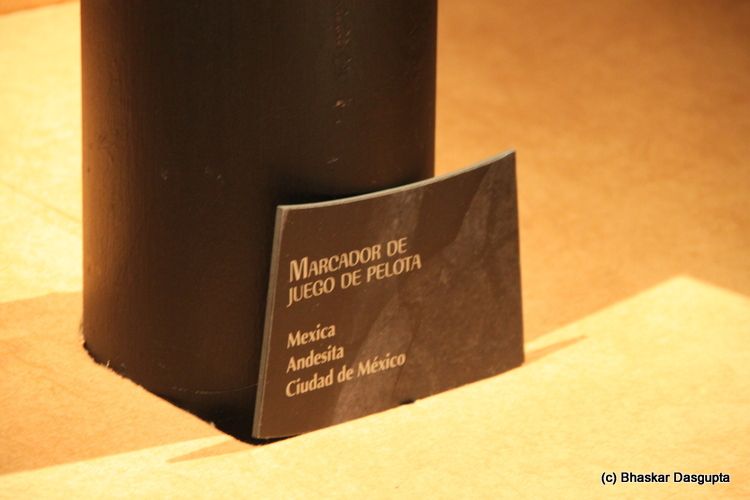 MARCADOR DE
JUEGO DE PELOTA
Mexica
Andesita
Ciudad de México
(c) Bhaskar Dasgupta